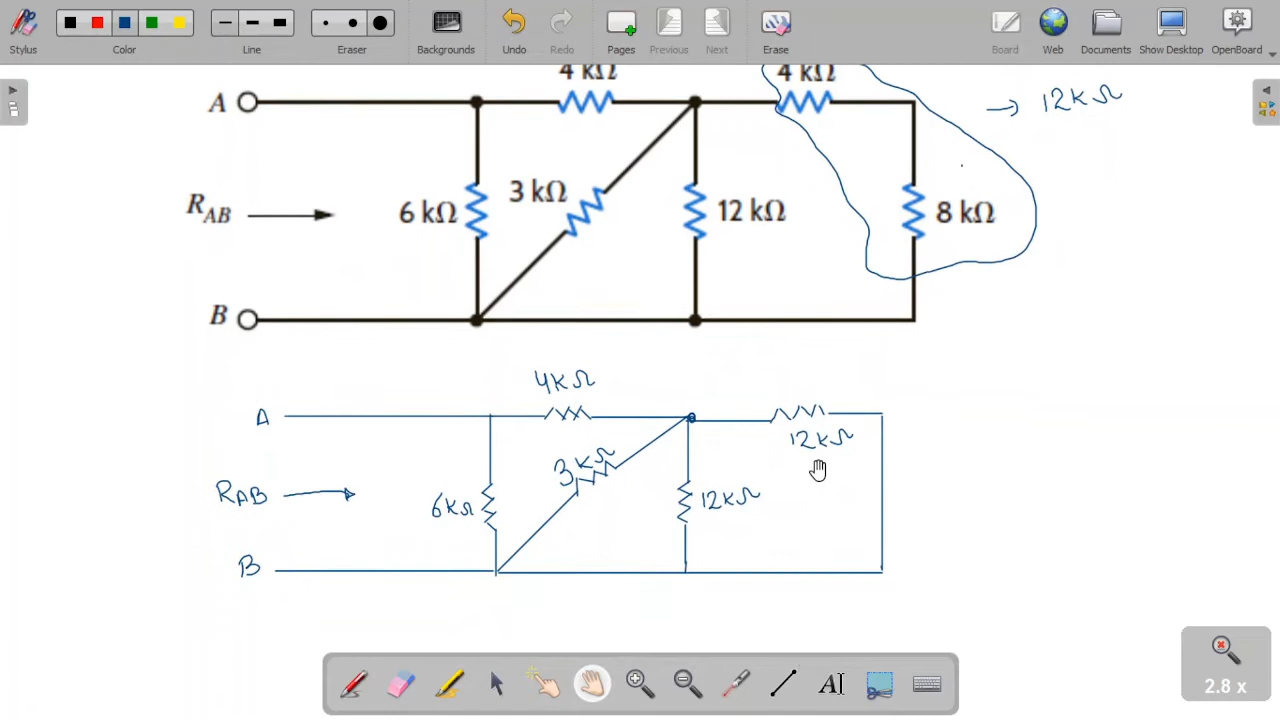 Stylus Color Line Eraser Backgrounds Undo Redo Pages Previous Next Erase Board Web Documents Show Desktop OpenBoard
4 kΩ 4 kΩ
A → 12kΩ
R_AB 6 kΩ 3 kΩ 12 kΩ 8 kΩ
B
4kΩ
A
12kΩ
3kΩ
R_AB 6kΩ 12kΩ
B
AI
2.8 x